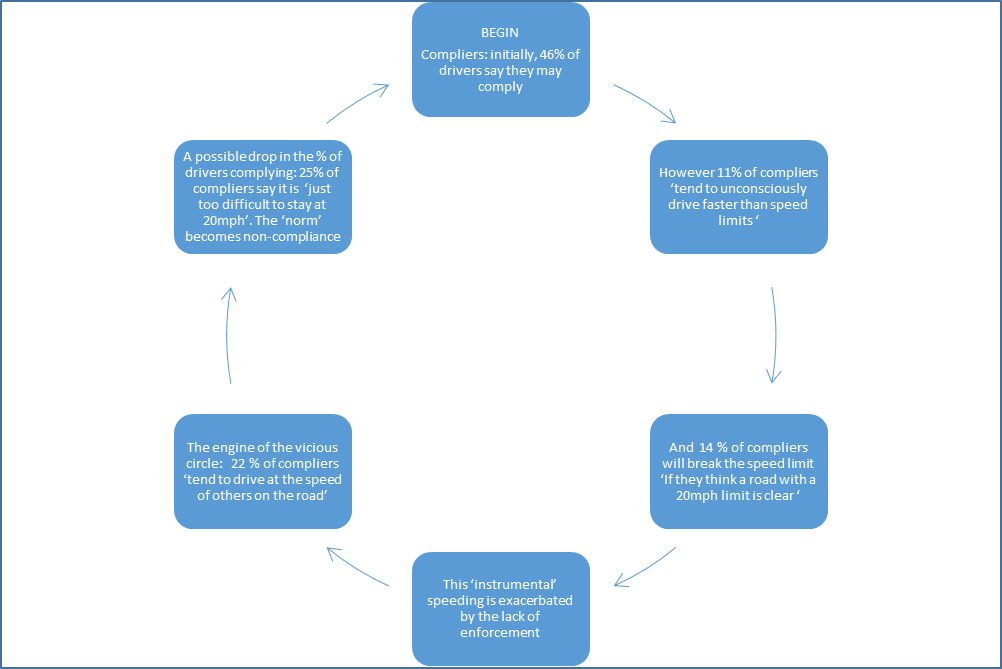 BEGIN
Compliers: initially, 46% of
drivers say they may
comply
However 11% of compliers
‘tend to unconsciously
drive faster than speed
limits ‘
And  14 % of compliers
will break the speed limit
‘If they think a road with a
20mph limit is clear ‘
This ‘instrumental’
speeding is exacerbated
by the lack of
enforcement
The engine of the vicious
circle:   22 % of compliers
‘tend to drive at the speed
of others on the road’
A possible drop in the % of
drivers complying: 25% of
compliers say it is  ‘just
too difficult to stay at
20mph’. The ‘norm’
becomes non-compliance